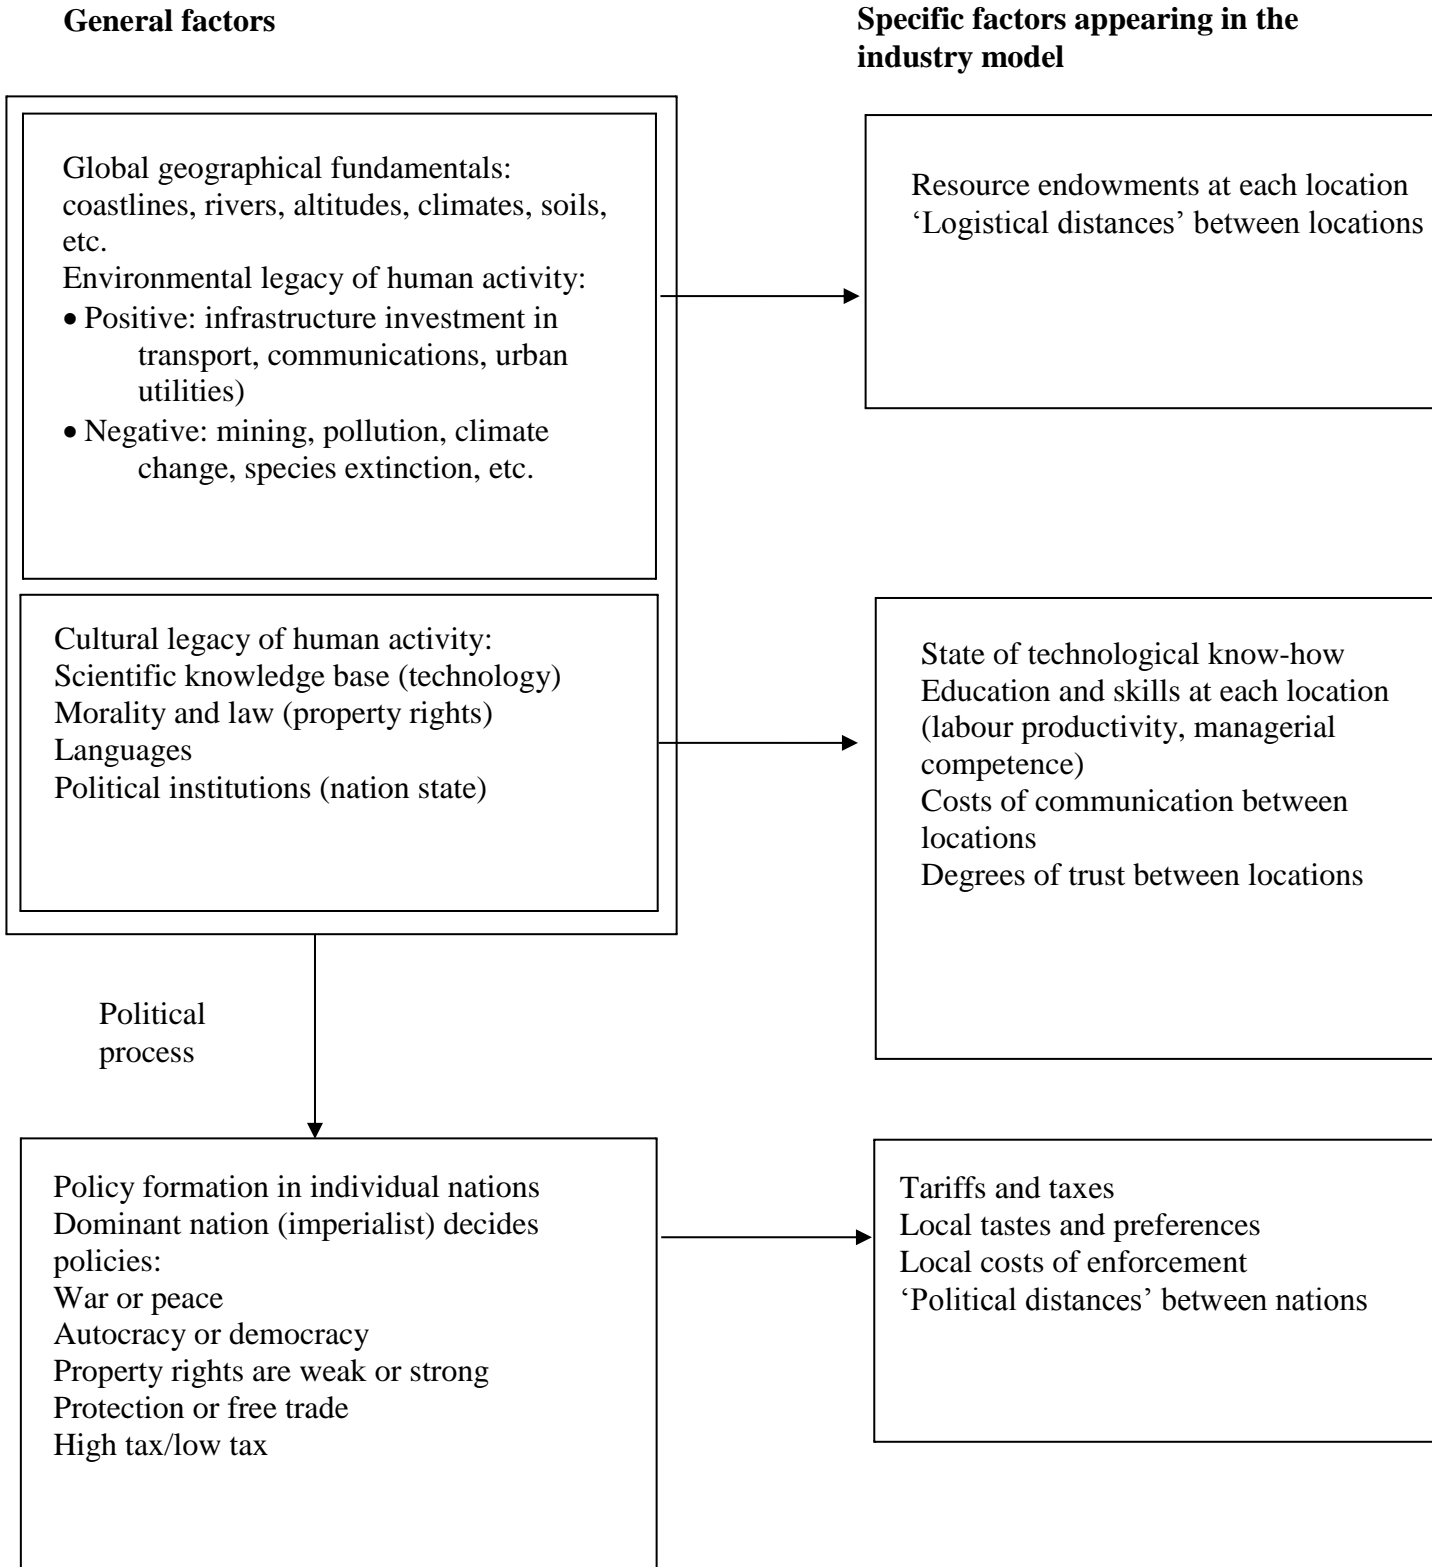 General factors
Specific factors appearing in the
industry model
Global geographical fundamentals:
coastlines, rivers, altitudes, climates, soils,
etc.
Environmental legacy of human activity:
• Positive: infrastructure investment in
transport, communications, urban
utilities)
• Negative: mining, pollution, climate
change, species extinction, etc.
Resource endowments at each location
‘Logistical distances’ between locations
Cultural legacy of human activity:
Scientific knowledge base (technology)
Morality and law (property rights)
Languages
Political institutions (nation state)
State of technological know-how
Education and skills at each location
(labour productivity, managerial
competence)
Costs of communication between
locations
Degrees of trust between locations
Political
process
Policy formation in individual nations
Dominant nation (imperialist) decides
policies:
War or peace
Autocracy or democracy
Property rights are weak or strong
Protection or free trade
High tax/low tax
Tariffs and taxes
Local tastes and preferences
Local costs of enforcement
‘Political distances’ between nations